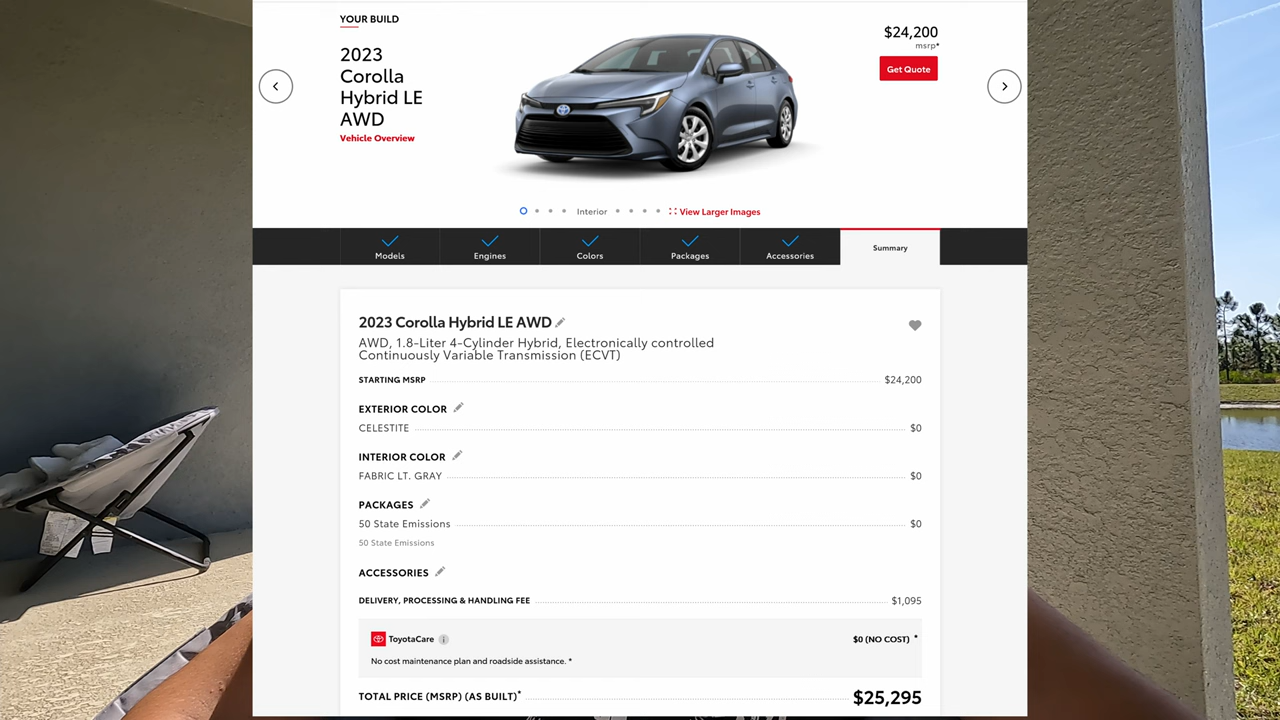 YOUR BUILD
2023
Corolla
Hybrid LE
AWD
Vehicle Overview
$24,200
msrp*
Get Quote
Interior
View Larger Images
Models
Engines
Colors
Packages
Accessories
Summary
2023 Corolla Hybrid LE AWD
AWD, 1.8-Liter 4-Cylinder Hybrid, Electronically controlled
Continuously Variable Transmission (ECVT)
STARTING MSRP $24,200
EXTERIOR COLOR
CELESTITE $0
INTERIOR COLOR
FABRIC LT. GRAY $0
PACKAGES
50 State Emissions $0
50 State Emissions
ACCESSORIES
DELIVERY, PROCESSING & HANDLING FEE $1,095
ToyotaCare $0 (NO COST) *
No cost maintenance plan and roadside assistance. *
TOTAL PRICE (MSRP) (AS BUILT)* $25,295